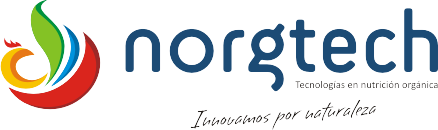 norgtech
Tecnologías en nutrición orgánica
Innovamos por naturaleza